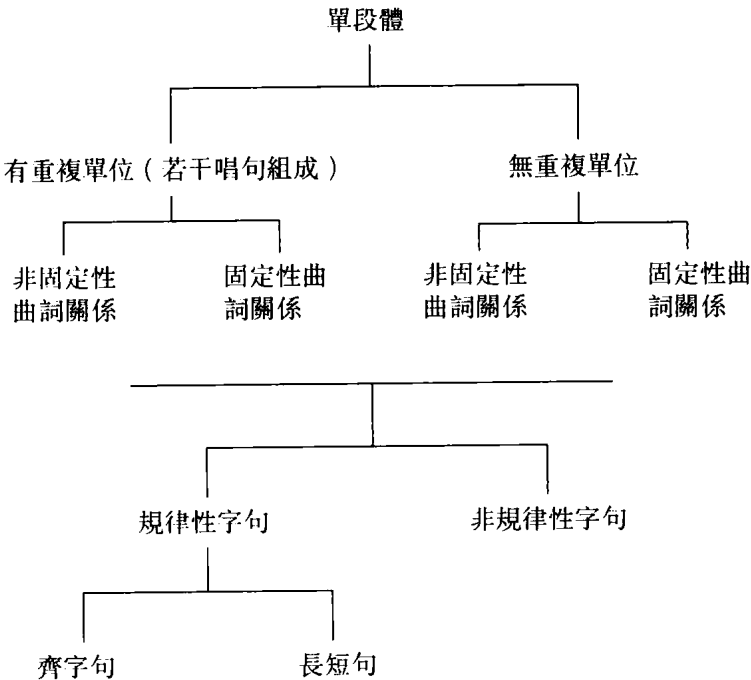 單段體
有重複單位（若干唱句組成）
無重複單位
非固定性
曲詞關係
固定性曲
詞關係
非固定性
曲詞關係
固定性曲
詞關係
規律性字句
非規律性字句
齊字句
長短句